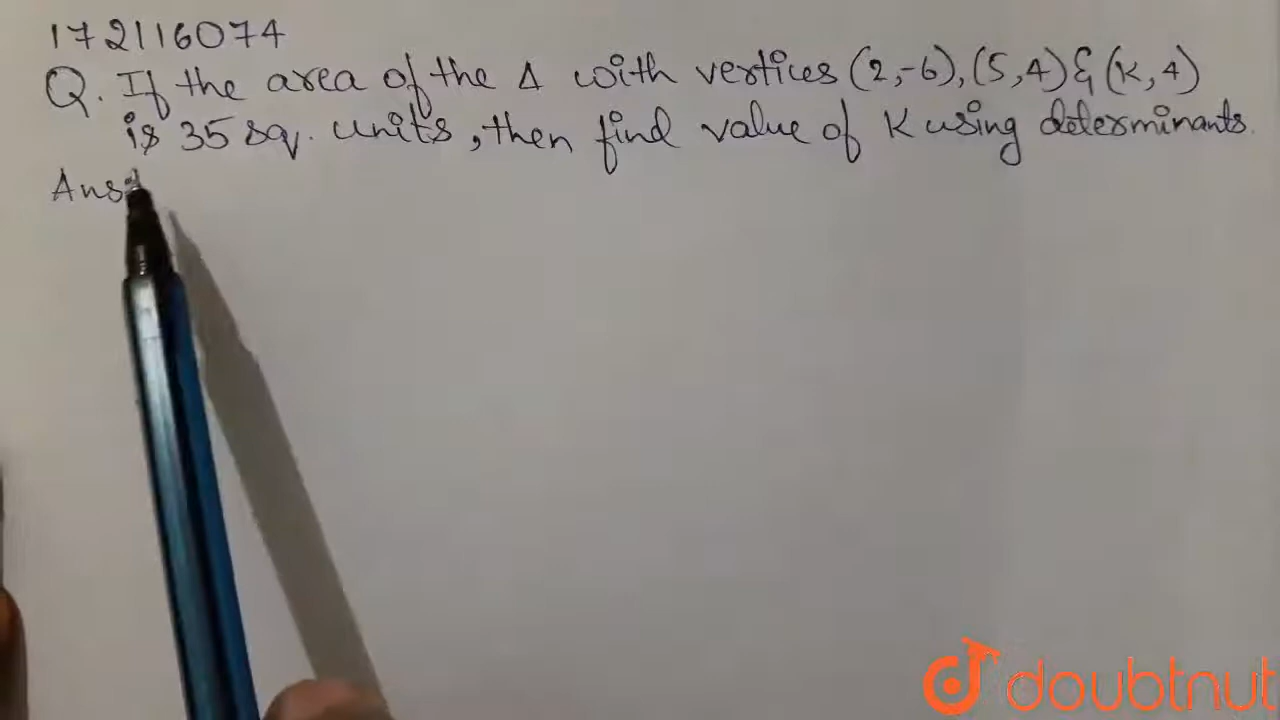 172116074
Q. If the area of the Δ with vertices (2,-6), (5,4) & (K,4)
is 35 sq. units, then find value of K using determinants.
Ans
doubtnut